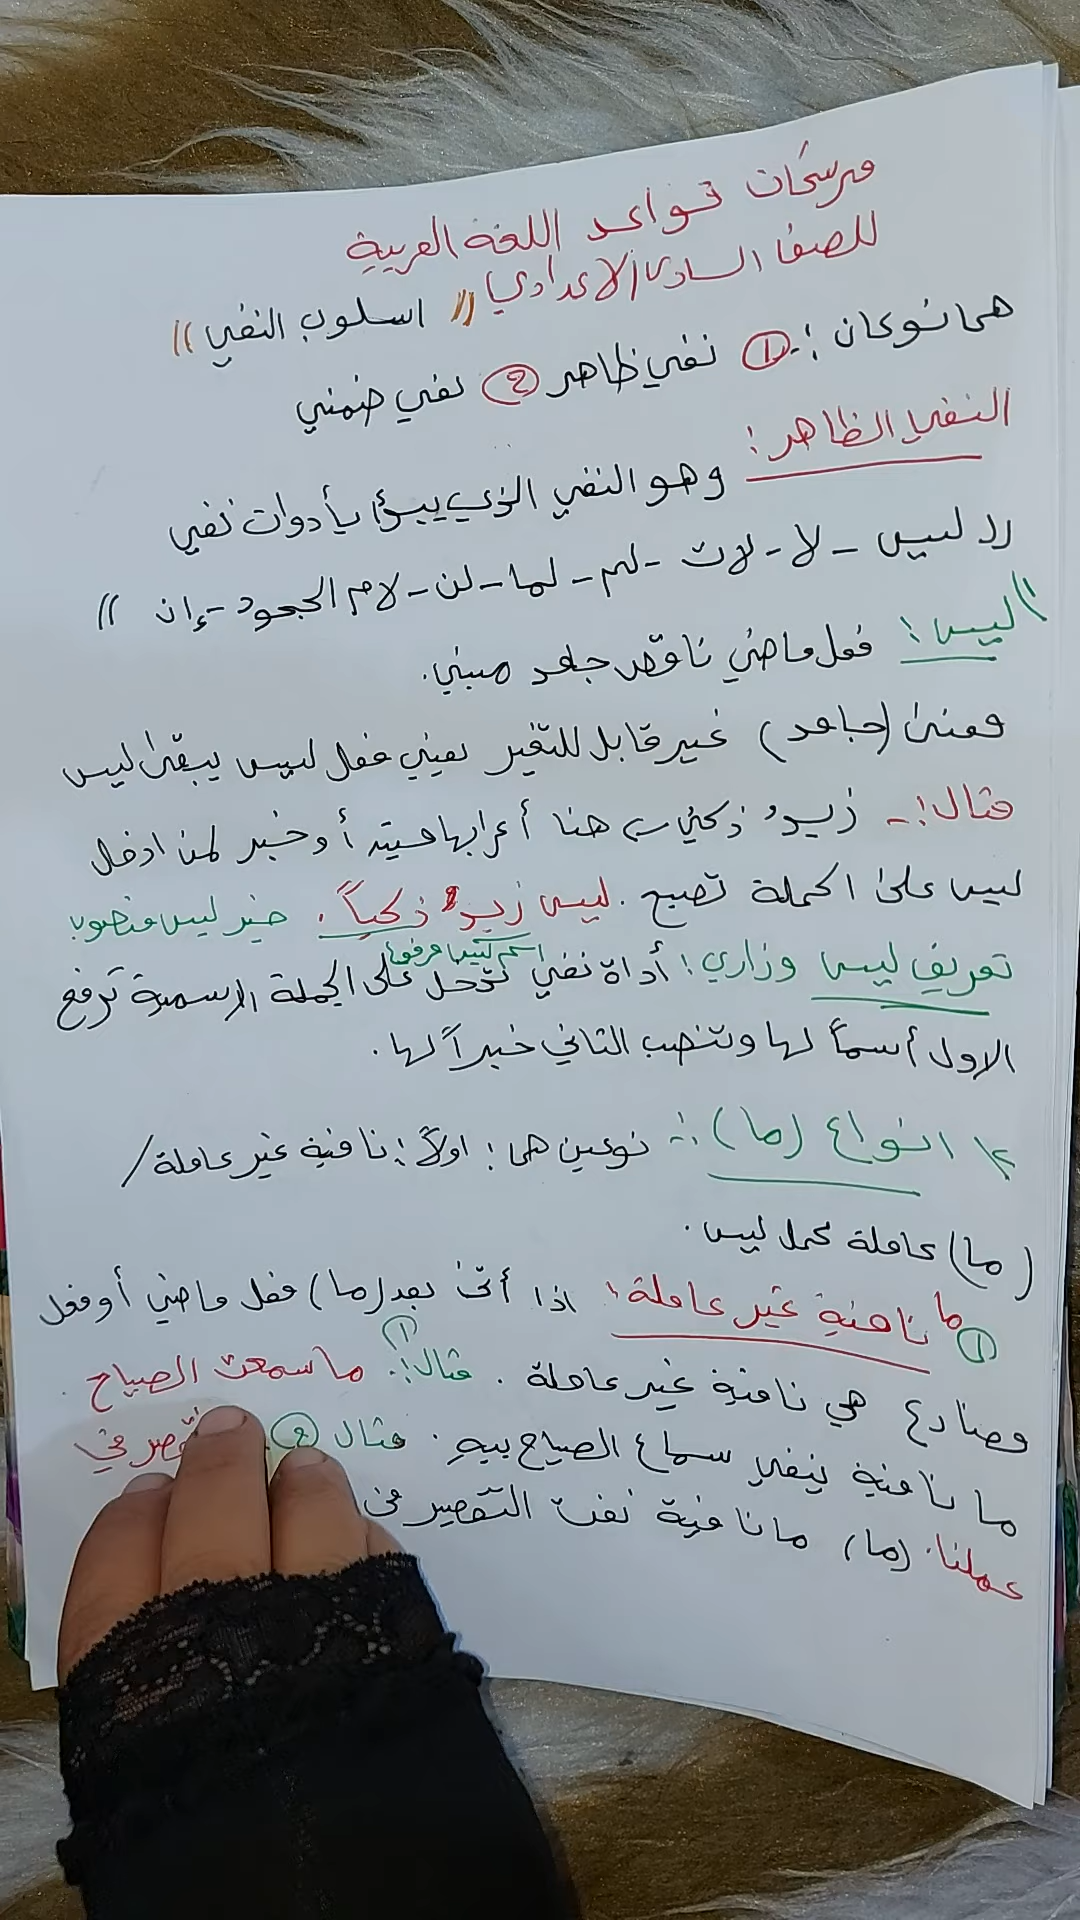 مرشحات قواعد اللغة العربية
للصف السادس الاعدادي (( اسلوب النفي ))
هما نوعان :- ① نفي ظاهر ② نفي ضمني
النفي الظاهر : وهو النفي الذي يبدأ بأدوات نفي
(( ليس - لا - لات - لم - لما - لن - لام الجحود - إن ))
١١ ليس : فعل ماضي ناقص جامد مبني.
معنى (جامد) غير قابل للتغير يعني فعل ليس يبقى ليس
مثال :- زيدٌ ذكيٌ هنا أعرابها مبتدأ وخبر لمن ادخل
ليس على الجملة تصبح . ليس زيدٌ ذكياً . خبر ليس منصوب
اسم ليس مرفوع
تعريف ليس وزاري : أداة نفي تدخل على الجملة الاسمية ترفع
الاول أسماً لها وتنصب الثاني خبراً لها .
٢\ انواع (ما) :- نوعين هما : اولاً : نافية غير عاملة /
(ما) عاملة عمل ليس .
① ما نافية غير عاملة : اذا أتى بعد (ما) فعل ماضي أو فعل
مضارع هي نافية غير عاملة . مثال ① :- ما سمعت الصياح .
ما نافية ينفي سماع الصياح بيه . مثال ② في
عملنا . (ما) ما نافية نفت التقصير في